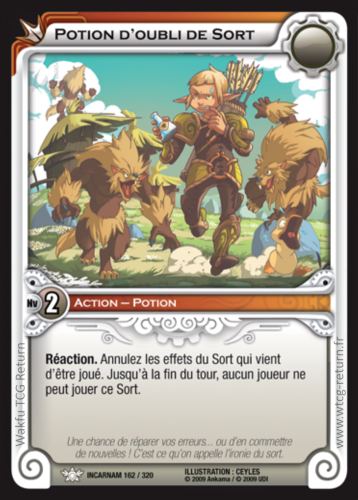 Potion d'oubli de Sort
Nv 2
Action – Potion
Réaction. Annulez les effets du Sort qui vient
d'être joué. Jusqu'à la fin du tour, aucun joueur ne
peut jouer ce Sort.
Une chance de réparer vos erreurs... ou d'en commettre
de nouvelles ! C'est ce qu'on appelle l'ironie du sort.
INCARNAM 162 / 320
ILLUSTRATION : CEYLES
© 2009 Ankama / © 2009 UDI
Wakfu TCG Return
www.wtcg-return.fr